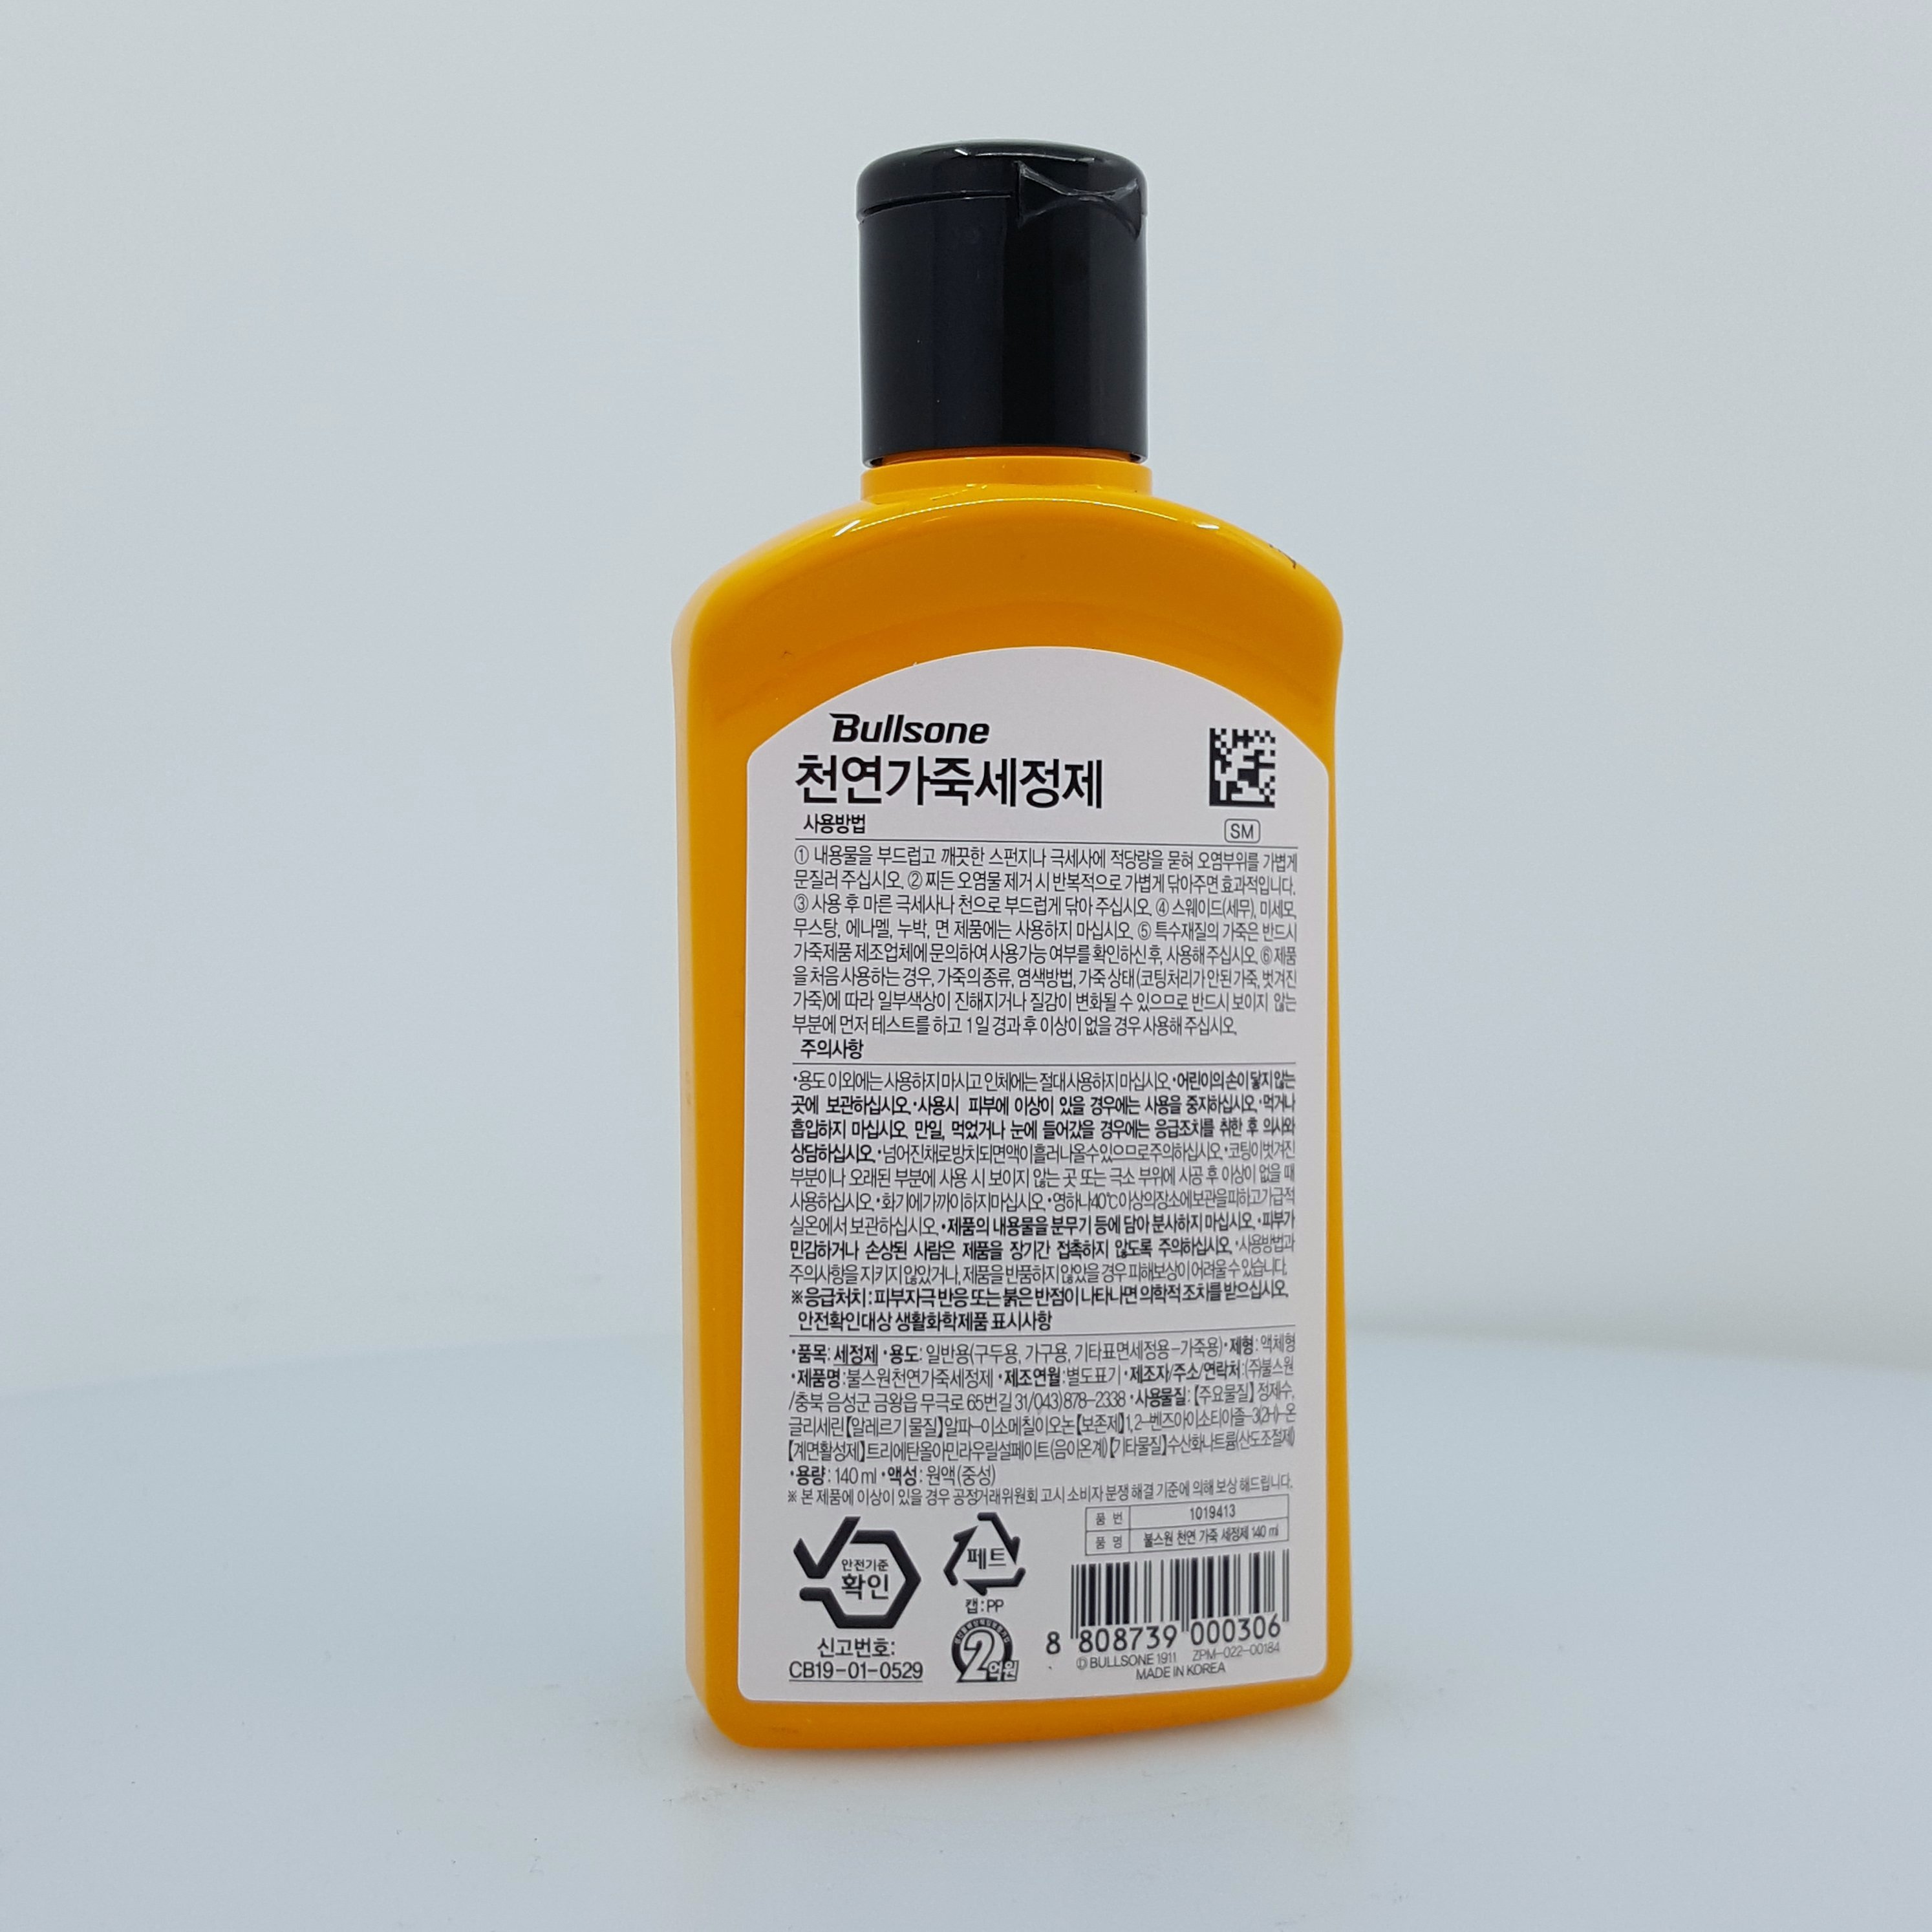 Bullsone
천연가죽세정제
SM
사용방법
① 내용물을 부드럽고 깨끗한 스펀지나 극세사에 적당량을 묻혀 오염부위를 가볍게
문질러 주십시오. ② 찌든 오염물 제거 시 반복적으로 가볍게 닦아주면 효과적입니다.
③ 사용 후 마른 극세사나 천으로 부드럽게 닦아 주십시오. ④ 스웨이드(세무), 미세모,
무스탕, 에나멜, 누박, 면 제품에는 사용하지 마십시오. ⑤ 특수재질의 가죽은 반드시
가죽제품 제조업체에 문의하여 사용가능 여부를 확인하신 후, 사용해 주십시오. ⑥ 제품
을 처음 사용하는 경우, 가죽의 종류, 염색방법, 가죽 상태(코팅처리가 안된 가죽, 벗겨진
가죽)에 따라 일부색상이 진해지거나 질감이 변화될 수 있으므로 반드시 보이지 않는
부분에 먼저 테스트를 하고 1일 경과 후 이상이 없을 경우 사용해 주십시오.
주의사항
•용도 이외에는 사용하지 마시고 인체에는 절대 사용하지 마십시오. •어린이의 손이 닿지 않는
곳에 보관하십시오. •사용시 피부에 이상이 있을 경우에는 사용을 중지하십시오. •먹거나
흡입하지 마십시오. 만일, 먹었거나 눈에 들어갔을 경우에는 응급조치를 취한 후 의사와
상담하십시오. •넘어진채로 방치되면 액이 흘러나올 수 있으므로 주의하십시오. •코팅이 벗겨진
부분이나 오래된 부분에 사용 시 보이지 않는 곳 또는 극소 부위에 시공 후 이상이 없을 때
사용하십시오. •화기에 가까이 하지 마십시오. •영하나 40℃ 이상의 장소에 보관을 피하고 가급적
실온에서 보관하십시오. •제품의 내용물을 분무기 등에 담아 분사하지 마십시오. •피부가
민감하거나 손상된 사람은 제품을 장기간 접촉하지 않도록 주의하십시오. •사용방법과
주의사항을 지키지 않았거나, 제품을 반품하지 않았을 경우 피해보상이 어려울 수 있습니다.
※응급처치 : 피부자극 반응 또는 붉은 반점이 나타나면 의학적 조치를 받으십시오.
안전확인대상 생활화학제품 표시사항
•품목: 세정제 •용도: 일반용(구두용, 가구용, 기타표면세정용-가죽용) •제형: 액체형
•제품명:불스원천연가죽세정제 •제조연월:별도표기 •제조자/주소/연락처:(주)불스원
/충북 음성군 금왕읍 무극로 65번길 31/043)878-2338 •사용물질:【주요물질】정제수,
글리세린【알레르기 물질】알파-이소메칠이오논【보존제】1,2-벤즈아이소티아졸-3(2H)-온
【계면활성제】트리에탄올아민라우릴설페이트(음이온계)【기타물질】수산화나트륨(산도조절제)
•용량: 140 ml •액성: 원액(중성)
※ 본 제품에 이상이 있을 경우 공정거래위원회 고시 소비자 분쟁 해결 기준에 의해 보상 해드립니다.
품 번 1019413
품 명 불스원 천연 가죽 세정제 140 ml
안전기준
확인
신고번호:
CB19-01-0529
페트
캡 : PP
2억원
8 808739 000306
© BULLSONE 1911 ZPM-022-00184
MADE IN KOREA